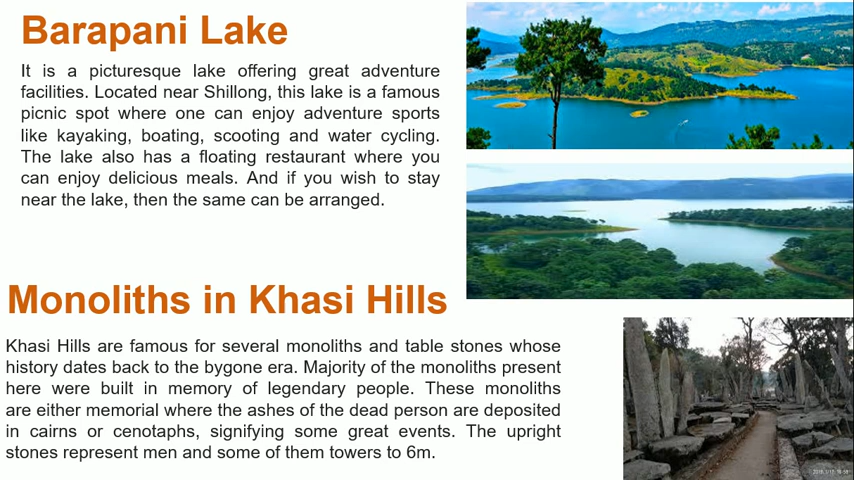 Barapani Lake
It is a picturesque lake offering great adventure
facilities. Located near Shillong, this lake is a famous
picnic spot where one can enjoy adventure sports
like kayaking, boating, scooting and water cycling.
The lake also has a floating restaurant where you
can enjoy delicious meals. And if you wish to stay
near the lake, then the same can be arranged.
Monoliths in Khasi Hills
Khasi Hills are famous for several monoliths and table stones whose
history dates back to the bygone era. Majority of the monoliths present
here were built in memory of legendary people. These monoliths
are either memorial where the ashes of the dead person are deposited
in cairns or cenotaphs, signifying some great events. The upright
stones represent men and some of them towers to 6m.